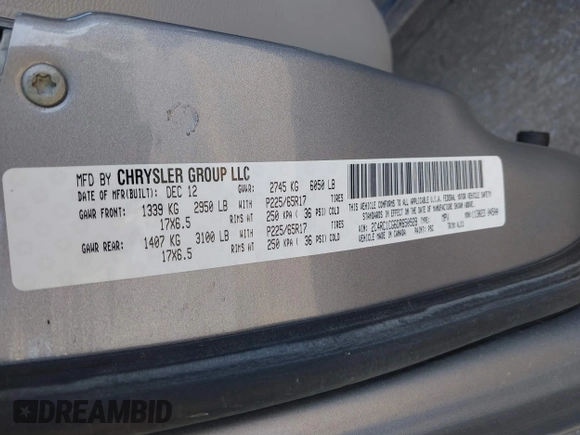 MFD BY CHRYSLER GROUP LLC
DATE OF MFR(BUILT): DEC 12 GVWR: 2745 KG 6050 LB
GAWR FRONT: 1339 KG 2950 LB WITH P225/65R17 TIRES
17X6.5 RIMS AT 250 KPA ( 36 PSI) COLD
GAWR REAR: 1407 KG 3100 LB WITH P225/65R17 TIRES
17X6.5 RIMS AT 250 KPA ( 36 PSI) COLD
THIS VEHICLE CONFORMS TO ALL APPLICABLE U.S.A. FEDERAL MOTOR VEHICLE SAFETY
STANDARDS IN EFFECT ON THE DATE OF MANUFACTURE SHOWN ABOVE.
TYPE: MPV
VEHICLE MADE IN CANADA PAINT: PSC
DREAMBID